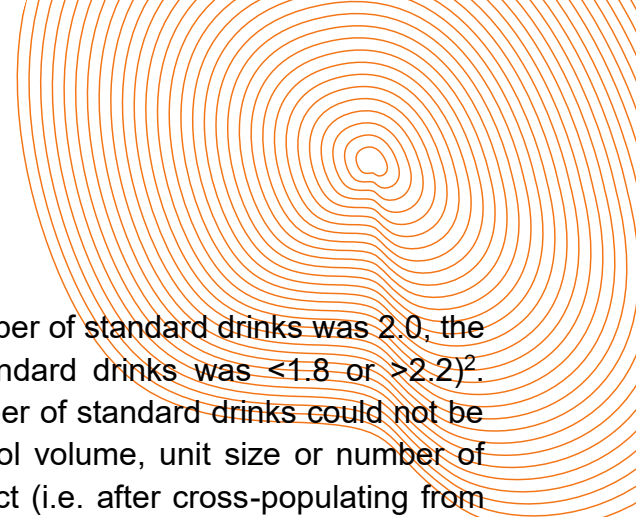 per of standard drinks was 2.0, the
ndard drinks was <1.8 or >2.2)².
er of standard drinks could not be
ol volume, unit size or number of
ct (i.e. after cross-populating from